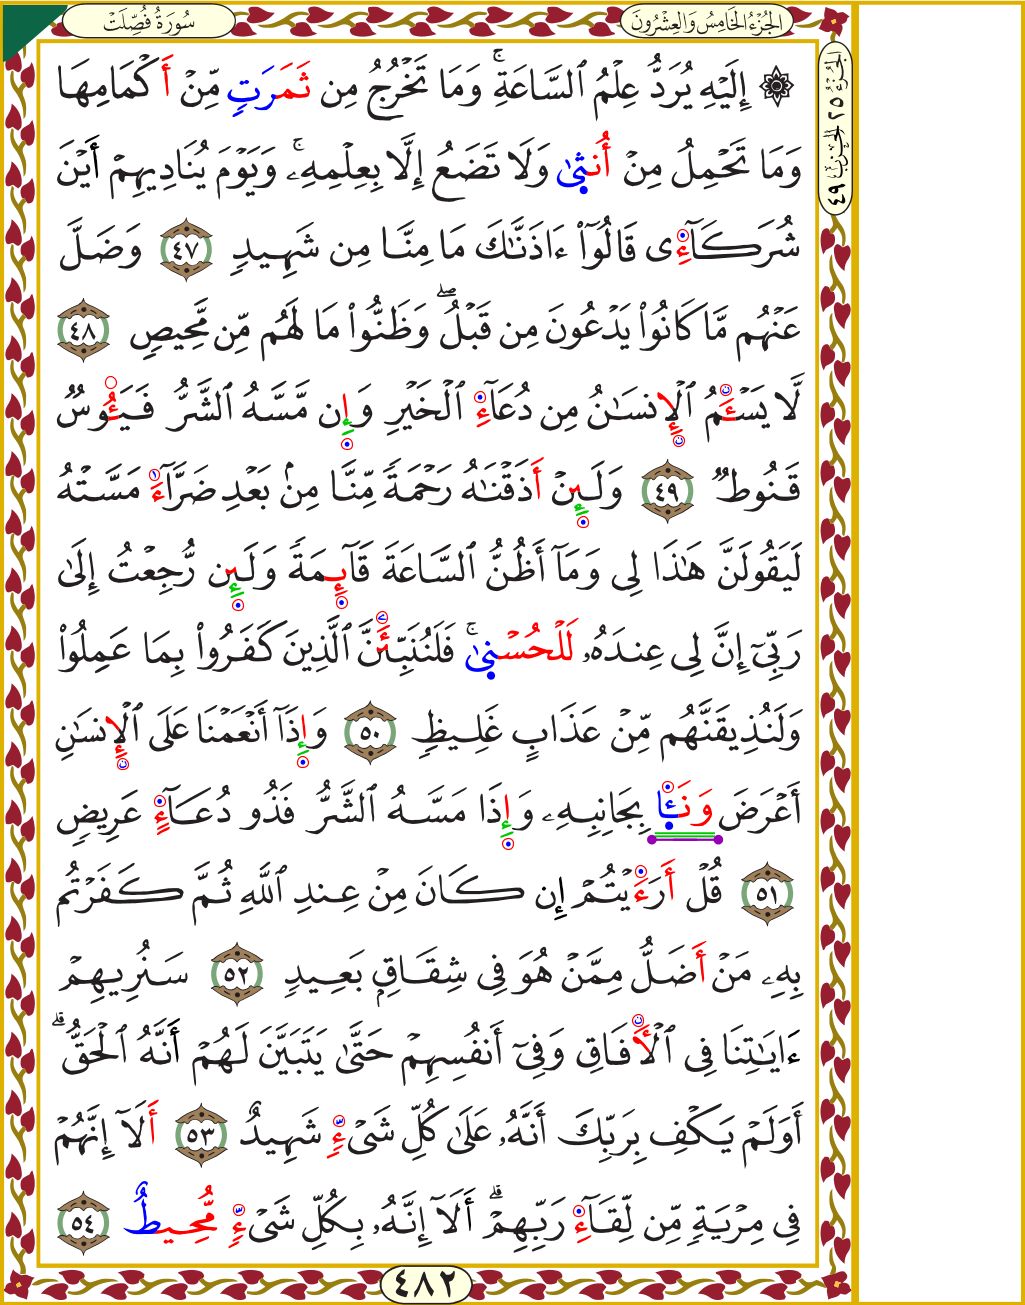 سُورَةُ فُصِّلَتْ
الجُزْءُ الخَامِسُ وَالعِشْرُونَ
الجزء ٢٥ الحزب ٤٩
۞ إِلَيْهِ يُرَدُّ عِلْمُ ٱلسَّاعَةِۚ وَمَا تَخْرُجُ مِن ثَمَرَٰتٍ مِّنْ أَكْمَامِهَا
وَمَا تَحْمِلُ مِنْ أُنثَىٰ وَلَا تَضَعُ إِلَّا بِعِلْمِهِۦۚ وَيَوْمَ يُنَادِيهِمْ أَيْنَ
شُرَكَآءِى قَالُوٓا۟ ءَاذَنَّٰكَ مَا مِنَّا مِن شَهِيدٍ ٤٧ وَضَلَّ
عَنْهُم مَّا كَانُوا۟ يَدْعُونَ مِن قَبْلُۖ وَظَنُّوا۟ مَا لَهُم مِّن مَّحِيصٍ ٤٨
لَّا يَسْـَٔمُ ٱلْإِنسَٰنُ مِن دُعَآءِ ٱلْخَيْرِ وَإِن مَّسَّهُ ٱلشَّرُّ فَيَـُٔوسٌ
قَنُوطٌ ٤٩ وَلَئِنْ أَذَقْنَٰهُ رَحْمَةً مِّنَّا مِنۢ بَعْدِ ضَرَّآءَ مَسَّتْهُ
لَيَقُولَنَّ هَٰذَا لِى وَمَآ أَظُنُّ ٱلسَّاعَةَ قَآئِمَةً وَلَئِن رُّجِعْتُ إِلَىٰ
رَبِّىٓ إِنَّ لِى عِندَهُۥ لَلْحُسْنَىٰۚ فَلَنُنَبِّئَنَّ ٱلَّذِينَ كَفَرُوا۟ بِمَا عَمِلُوا۟
وَلَنُذِيقَنَّهُم مِّنْ عَذَابٍ غَلِيظٍ ٥٠ وَإِذَآ أَنْعَمْنَا عَلَى ٱلْإِنسَٰنِ
أَعْرَضَ وَنَـَٔا بِجَانِبِهِۦ وَإِذَا مَسَّهُ ٱلشَّرُّ فَذُو دُعَآءٍ عَرِيضٍ
٥١ قُلْ أَرَءَيْتُمْ إِن كَانَ مِنْ عِندِ ٱللَّهِ ثُمَّ كَفَرْتُم
بِهِۦ مَنْ أَضَلُّ مِمَّنْ هُوَ فِى شِقَاقٍۭ بَعِيدٍ ٥٢ سَنُرِيهِمْ
ءَايَٰتِنَا فِى ٱلْأَفَاقِ وَفِىٓ أَنفُسِهِمْ حَتَّىٰ يَتَبَيَّنَ لَهُمْ أَنَّهُ ٱلْحَقُّۗ
أَوَلَمْ يَكْفِ بِرَبِّكَ أَنَّهُۥ عَلَىٰ كُلِّ شَىْءٍ شَهِيدٌ ٥٣ أَلَآ إِنَّهُمْ
فِى مِرْيَةٍ مِّن لِّقَآءِ رَبِّهِمْۗ أَلَآ إِنَّهُۥ بِكُلِّ شَىْءٍ مُّحِيطٌۢ ٥٤
٤٨٢